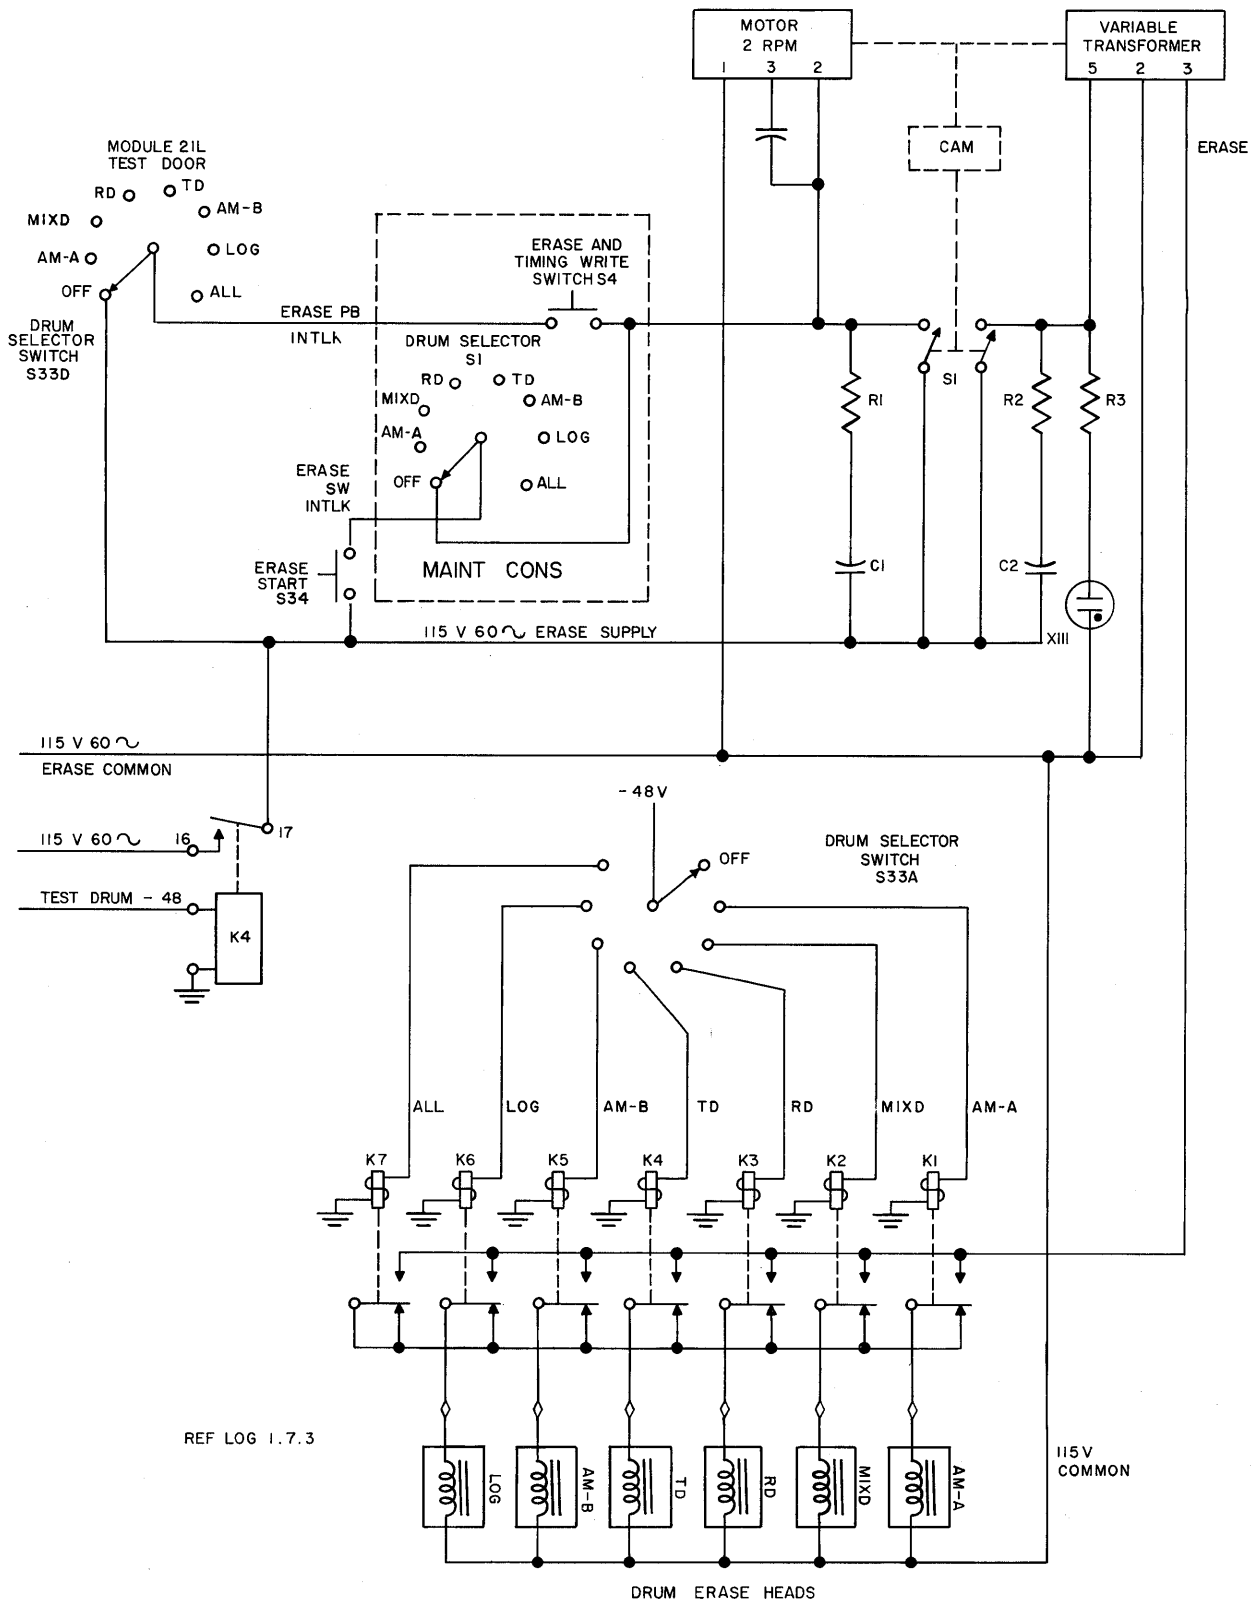 MOTOR
2 RPM
1 3 2
VARIABLE
TRANSFORMER
5 2 3
ERASE
CAM
MODULE 21L
TEST DOOR
RD
TD
MIXD
AM-B
AM-A
LOG
OFF
ALL
DRUM
SELECTOR
SWITCH
S33D
ERASE PB
INTLK
ERASE AND
TIMING WRITE
SWITCH S4
DRUM SELECTOR
S1
RD
TD
MIXD
AM-B
AM-A
LOG
OFF
ALL
ERASE
SW
INTLK
ERASE
START
S34
MAINT CONS
S1
R1
R2
R3
C1
C2
XIII
115 V 60～ ERASE SUPPLY
115 V 60～
ERASE COMMON
115 V 60～
16
17
TEST DRUM - 48
K4
-48V
OFF
DRUM SELECTOR
SWITCH
S33A
ALL LOG AM-B TD RD MIXD AM-A
K7 K6 K5 K4 K3 K2 K1
REF LOG 1.7.3
LOG
AM-B
TD
RD
MIXD
AM-A
115V
COMMON
DRUM ERASE HEADS